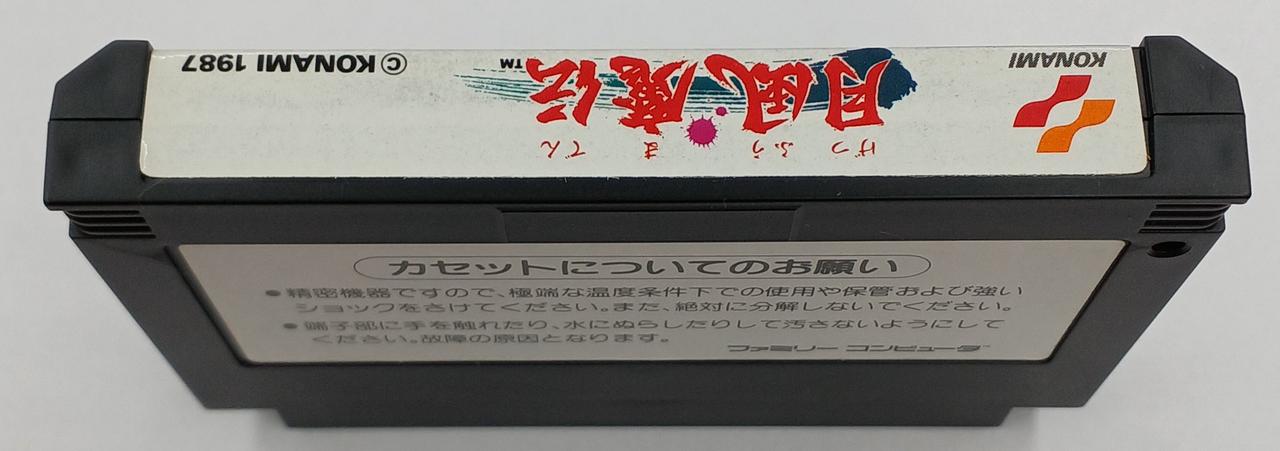 KONAMI
げつ ふう ま でん
月風魔伝 TM
© KONAMI 1987
カセットについてのお願い
●精密機器ですので、極端な温度条件下での使用や保管および強い
ショックをさけてください。また、絶対に分解しないでください。
●端子部に手を触れたり、水にぬらしたりして汚さないようにして
ください。故障の原因となります。
ファミリー コンピュータ™